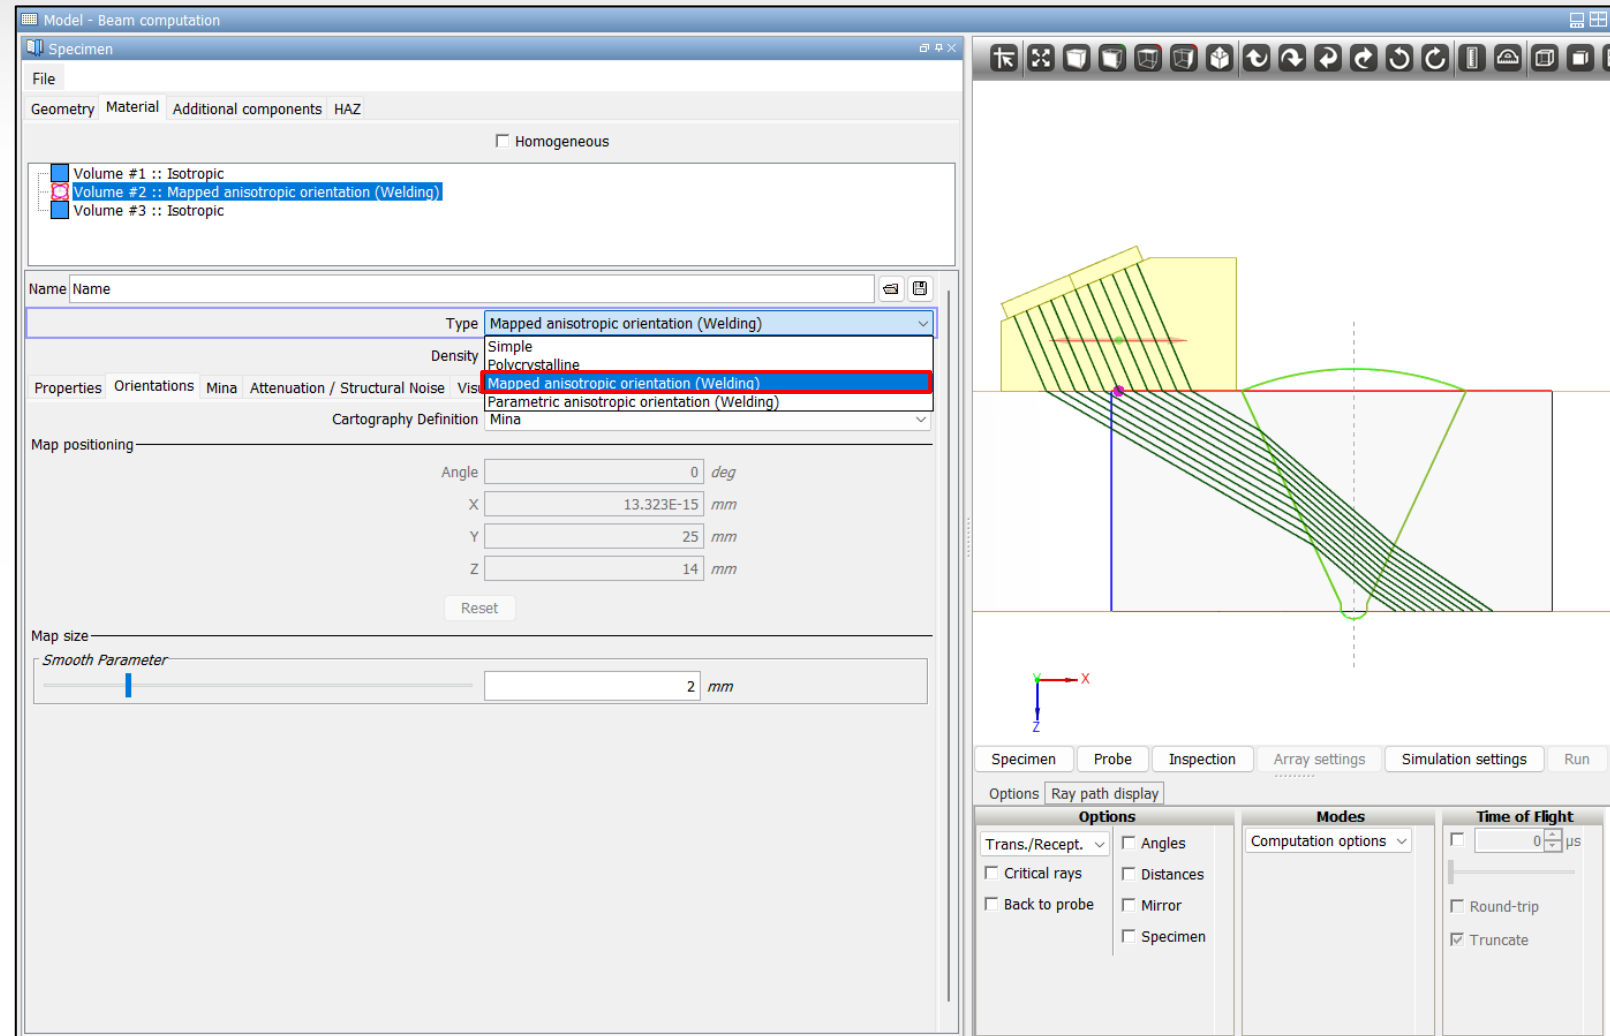 Model - Beam computation
Specimen
File
Geometry Material Additional components HAZ
Homogeneous
Volume #1 :: Isotropic
Volume #2 :: Mapped anisotropic orientation (Welding)
Volume #3 :: Isotropic
Name Name
Type Mapped anisotropic orientation (Welding)
Simple
Density
Polycrystalline
Mapped anisotropic orientation (Welding)
Properties Orientations Mina Attenuation / Structural Noise
Parametric anisotropic orientation (Welding)
Cartography Definition Mina
Map positioning
Angle 0 deg
X 13.323E-15 mm
Y 25 mm
Z 14 mm
Reset
Map size
Smooth Parameter
2 mm
Y X
Z
Specimen Probe Inspection Array settings Simulation settings Run
Options Ray path display
Options Modes Time of Flight
Trans./Recept. Angles Computation options 0 µs
Critical rays Distances
Back to probe Mirror Round-trip
Specimen Truncate